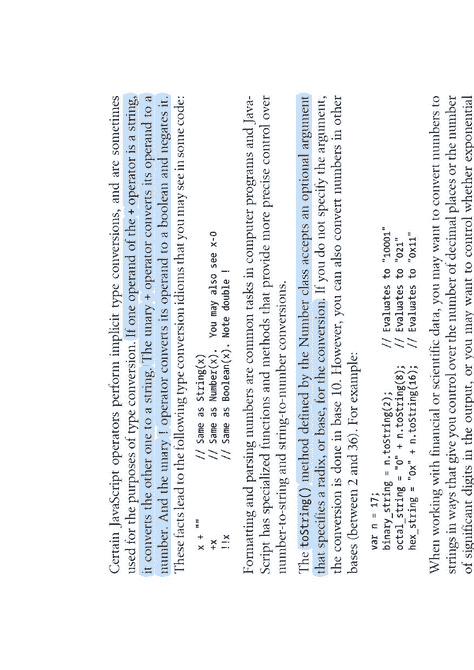 Certain JavaScript operators perform implicit type conversions, and are sometimes
used for the purposes of type conversion. If one operand of the + operator is a string,
it converts the other one to a string. The unary + operator converts its operand to a
number. And the unary ! operator converts its operand to a boolean and negates it.
These facts lead to the following type conversion idioms that you may see in some code:
x + "" // Same as String(x)
+x // Same as Number(x). You may also see x-0
!!x // Same as Boolean(x). Note double !
Formatting and parsing numbers are common tasks in computer programs and Java-
Script has specialized functions and methods that provide more precise control over
number-to-string and string-to-number conversions.
The toString() method defined by the Number class accepts an optional argument
that specifies a radix, or base, for the conversion. If you do not specify the argument,
the conversion is done in base 10. However, you can also convert numbers in other
bases (between 2 and 36). For example:
var n = 17;
binary_string = n.toString(2); // Evaluates to "10001"
octal_string = "0" + n.toString(8); // Evaluates to "021"
hex_string = "0x" + n.toString(16); // Evaluates to "0x11"
When working with financial or scientific data, you may want to convert numbers to
strings in ways that give you control over the number of decimal places or the number
of significant digits in the output, or you may want to control whether exponential